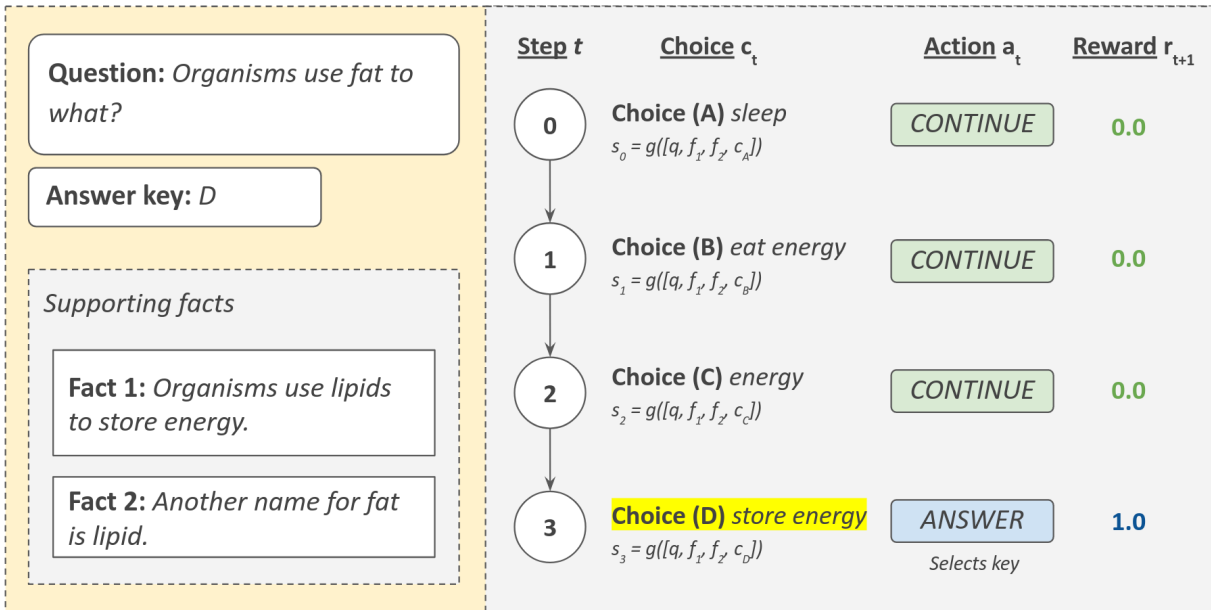 Question: Organisms use fat to
what?
Answer key: D
Supporting facts
Fact 1: Organisms use lipids
to store energy.
Fact 2: Another name for fat
is lipid.
Step t Choice c_t Action a_t Reward r_{t+1}
0 Choice (A) sleep CONTINUE 0.0
s_0 = g([q, f_1, f_2, c_A])
1 Choice (B) eat energy CONTINUE 0.0
s_1 = g([q, f_1, f_2, c_B])
2 Choice (C) energy CONTINUE 0.0
s_2 = g([q, f_1, f_2, c_C])
3 Choice (D) store energy ANSWER 1.0
s_3 = g([q, f_1, f_2, c_D])
Selects key